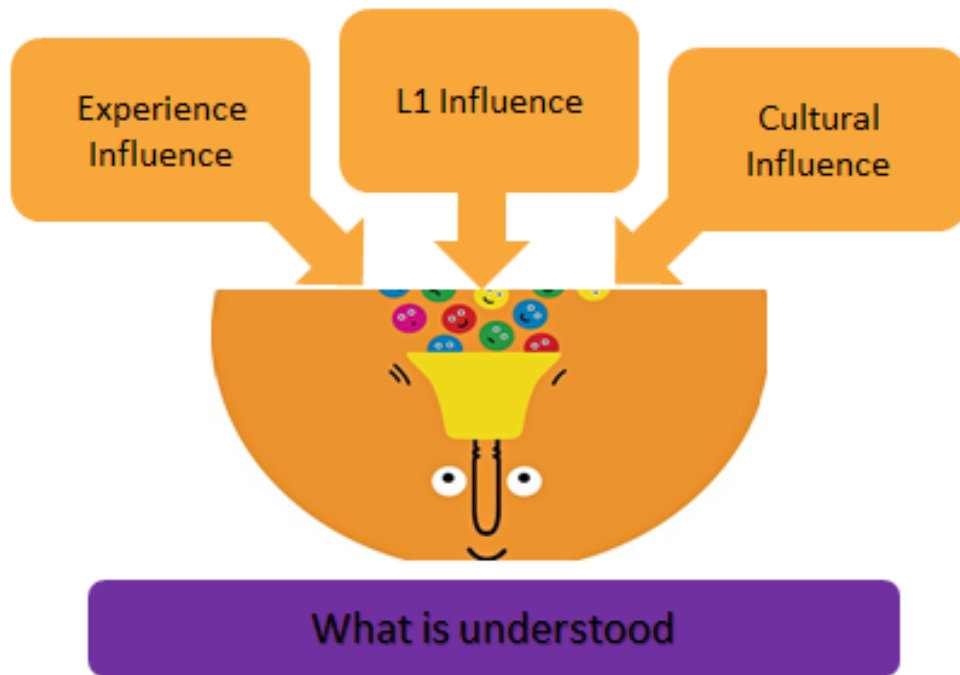 Experience
Influence
L1 Influence
Cultural
Influence
What is understood